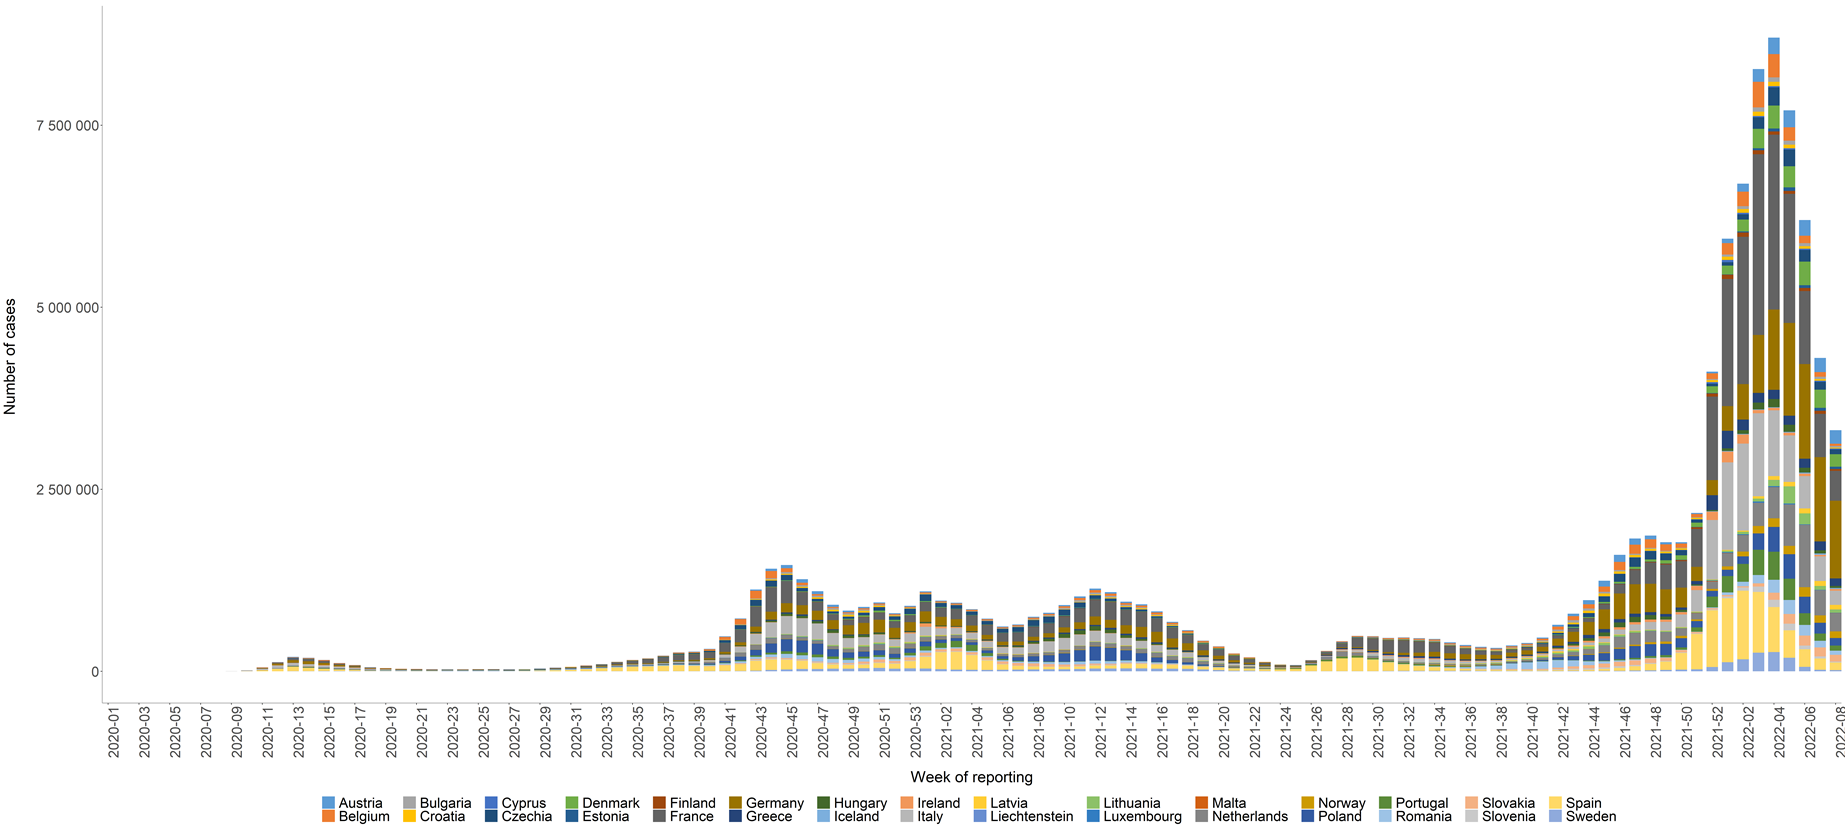 Number of cases
7 500 000
5 000 000
2 500 000
0
2020-01 2020-03 2020-05 2020-07 2020-09 2020-11 2020-13 2020-15 2020-17 2020-19 2020-21 2020-23 2020-25 2020-27 2020-29 2020-31 2020-33 2020-35 2020-37 2020-39 2020-41 2020-43 2020-45 2020-47 2020-49 2020-51 2020-53 2021-02 2021-04 2021-06 2021-08 2021-10 2021-12 2021-14 2021-16 2021-18 2021-20 2021-22 2021-24 2021-26 2021-28 2021-30 2021-32 2021-34 2021-36 2021-38 2021-40 2021-42 2021-44 2021-46 2021-48 2021-50 2021-52 2022-02 2022-04 2022-06 2022-08
Week of reporting
Austria Bulgaria Cyprus Denmark Finland Germany Hungary Ireland Latvia Lithuania Malta Norway Portugal Slovakia Spain
Belgium Croatia Czechia Estonia France Greece Iceland Italy Liechtenstein Luxembourg Netherlands Poland Romania Slovenia Sweden